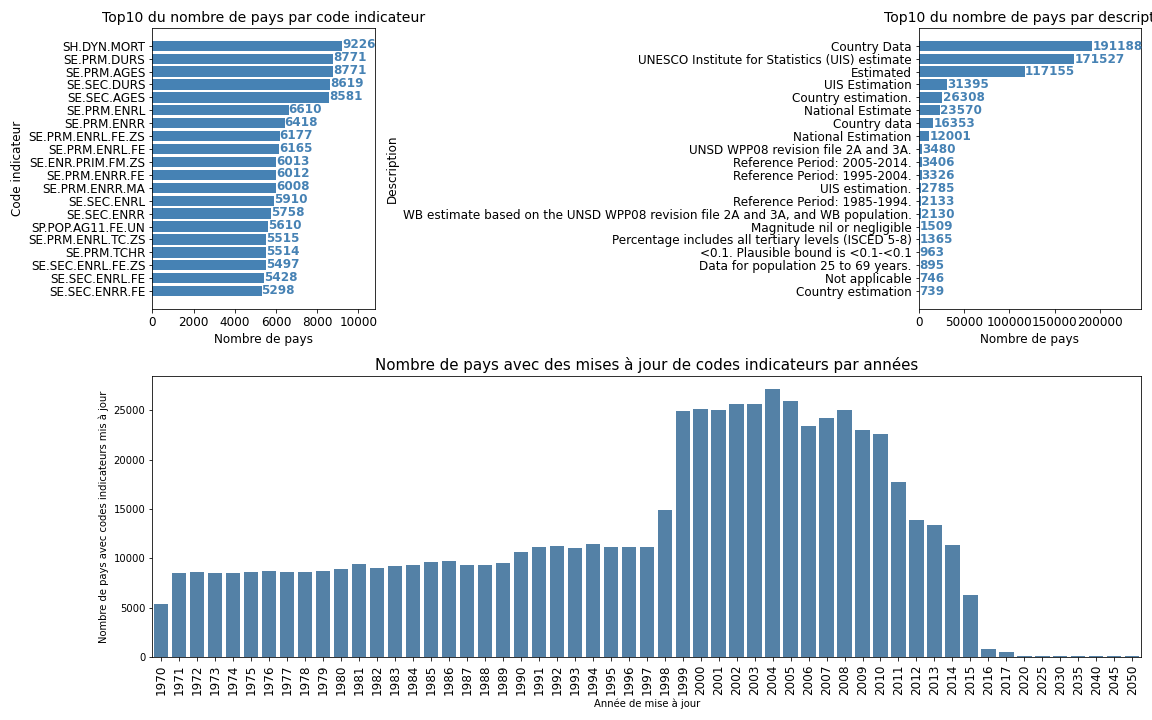 Top10 du nombre de pays par code indicateur
Code indicateur
SH.DYN.MORT 9226
SE.PRM.DURS 8771
SE.PRM.AGES 8771
SE.SEC.DURS 8619
SE.SEC.AGES 8581
SE.PRM.ENRL 6610
SE.PRM.ENRR 6418
SE.PRM.ENRL.FE.ZS 6177
SE.PRM.ENRL.FE 6165
SE.ENR.PRIM.FM.ZS 6013
SE.PRM.ENRR.FE 6012
SE.PRM.ENRR.MA 6008
SE.SEC.ENRL 5910
SE.SEC.ENRR 5758
SP.POP.AG11.FE.UN 5610
SE.PRM.ENRL.TC.ZS 5515
SE.PRM.TCHR 5514
SE.SEC.ENRL.FE.ZS 5497
SE.SEC.ENRL.FE 5428
SE.SEC.ENRR.FE 5298
0 2000 4000 6000 8000 10000
Nombre de pays
Top10 du nombre de pays par descript
Description
Country Data 191188
UNESCO Institute for Statistics (UIS) estimate 171527
Estimated 117155
UIS Estimation 31395
Country estimation. 26308
National Estimate 23570
Country data 16353
National Estimation 12001
UNSD WPP08 revision file 2A and 3A. 3480
Reference Period: 2005-2014. 3406
Reference Period: 1995-2004. 3326
UIS estimation. 2785
Reference Period: 1985-1994. 2133
WB estimate based on the UNSD WPP08 revision file 2A and 3A, and WB population. 2130
Magnitude nil or negligible 1509
Percentage includes all tertiary levels (ISCED 5-8) 1365
<0.1. Plausible bound is <0.1-<0.1 963
Data for population 25 to 69 years. 895
Not applicable 746
Country estimation 739
0 50000 100000 150000 200000
Nombre de pays
Nombre de pays avec des mises à jour de codes indicateurs par années
Nombre de pays avec codes indicateurs mis à jour
25000
20000
15000
10000
5000
0
1970 1971 1972 1973 1974 1975 1976 1977 1978 1979 1980 1981 1982 1983 1984 1985 1986 1987 1988 1989 1990 1991 1992 1993 1994 1995 1996 1997 1998 1999 2000 2001 2002 2003 2004 2005 2006 2007 2008 2009 2010 2011 2012 2013 2014 2015 2016 2017 2020 2025 2030 2035 2040 2045 2050
Année de mise à jour